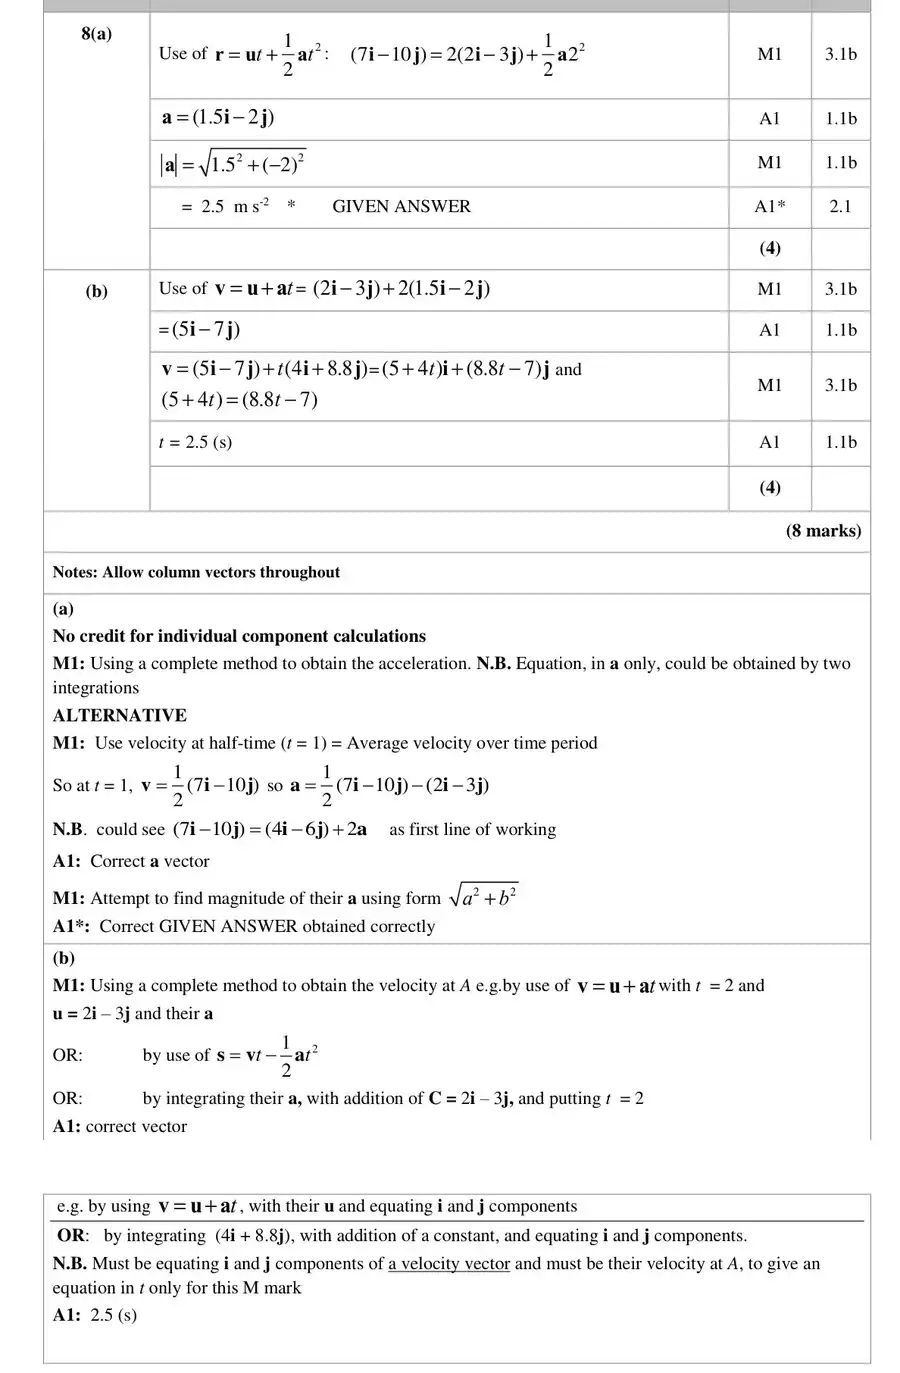 8(a)
Use of r = ut + 1/2 at²: (7i − 10j) = 2(2i − 3j) + 1/2 a2² M1 3.1b
a = (1.5i − 2j) A1 1.1b
|a| = √(1.5² + (−2)²) M1 1.1b
= 2.5 m s⁻² * GIVEN ANSWER A1* 2.1
(4)
(b) Use of v = u + at = (2i − 3j) + 2(1.5i − 2j) M1 3.1b
= (5i − 7j) A1 1.1b
v = (5i − 7j) + t(4i + 8.8j) = (5 + 4t)i + (8.8t − 7)j and
(5 + 4t) = (8.8t − 7) M1 3.1b
t = 2.5 (s) A1 1.1b
(4)
(8 marks)
Notes: Allow column vectors throughout
(a)
No credit for individual component calculations
M1: Using a complete method to obtain the acceleration. N.B. Equation, in a only, could be obtained by two
integrations
ALTERNATIVE
M1: Use velocity at half-time (t = 1) = Average velocity over time period
So at t = 1, v = 1/2 (7i − 10j) so a = 1/2 (7i − 10j) − (2i − 3j)
N.B. could see (7i − 10j) = (4i − 6j) + 2a as first line of working
A1: Correct a vector
M1: Attempt to find magnitude of their a using form √(a² + b²)
A1*: Correct GIVEN ANSWER obtained correctly
(b)
M1: Using a complete method to obtain the velocity at A e.g.by use of v = u + at with t = 2 and
u = 2i – 3j and their a
OR: by use of s = vt − 1/2 at²
OR: by integrating their a, with addition of C = 2i – 3j, and putting t = 2
A1: correct vector
e.g. by using v = u + at , with their u and equating i and j components
OR: by integrating (4i + 8.8j), with addition of a constant, and equating i and j components.
N.B. Must be equating i and j components of a velocity vector and must be their velocity at A, to give an
equation in t only for this M mark
A1: 2.5 (s)